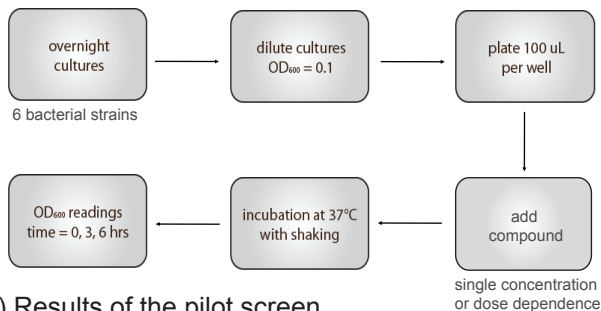 overnight
cultures
6 bacterial strains
dilute cultures
OD₆₀₀ = 0.1
plate 100 uL
per well
add
compound
single concentration
or dose dependence
incubation at 37°C
with shaking
OD₆₀₀ readings
time = 0, 3, 6 hrs
) Results of the pilot screen